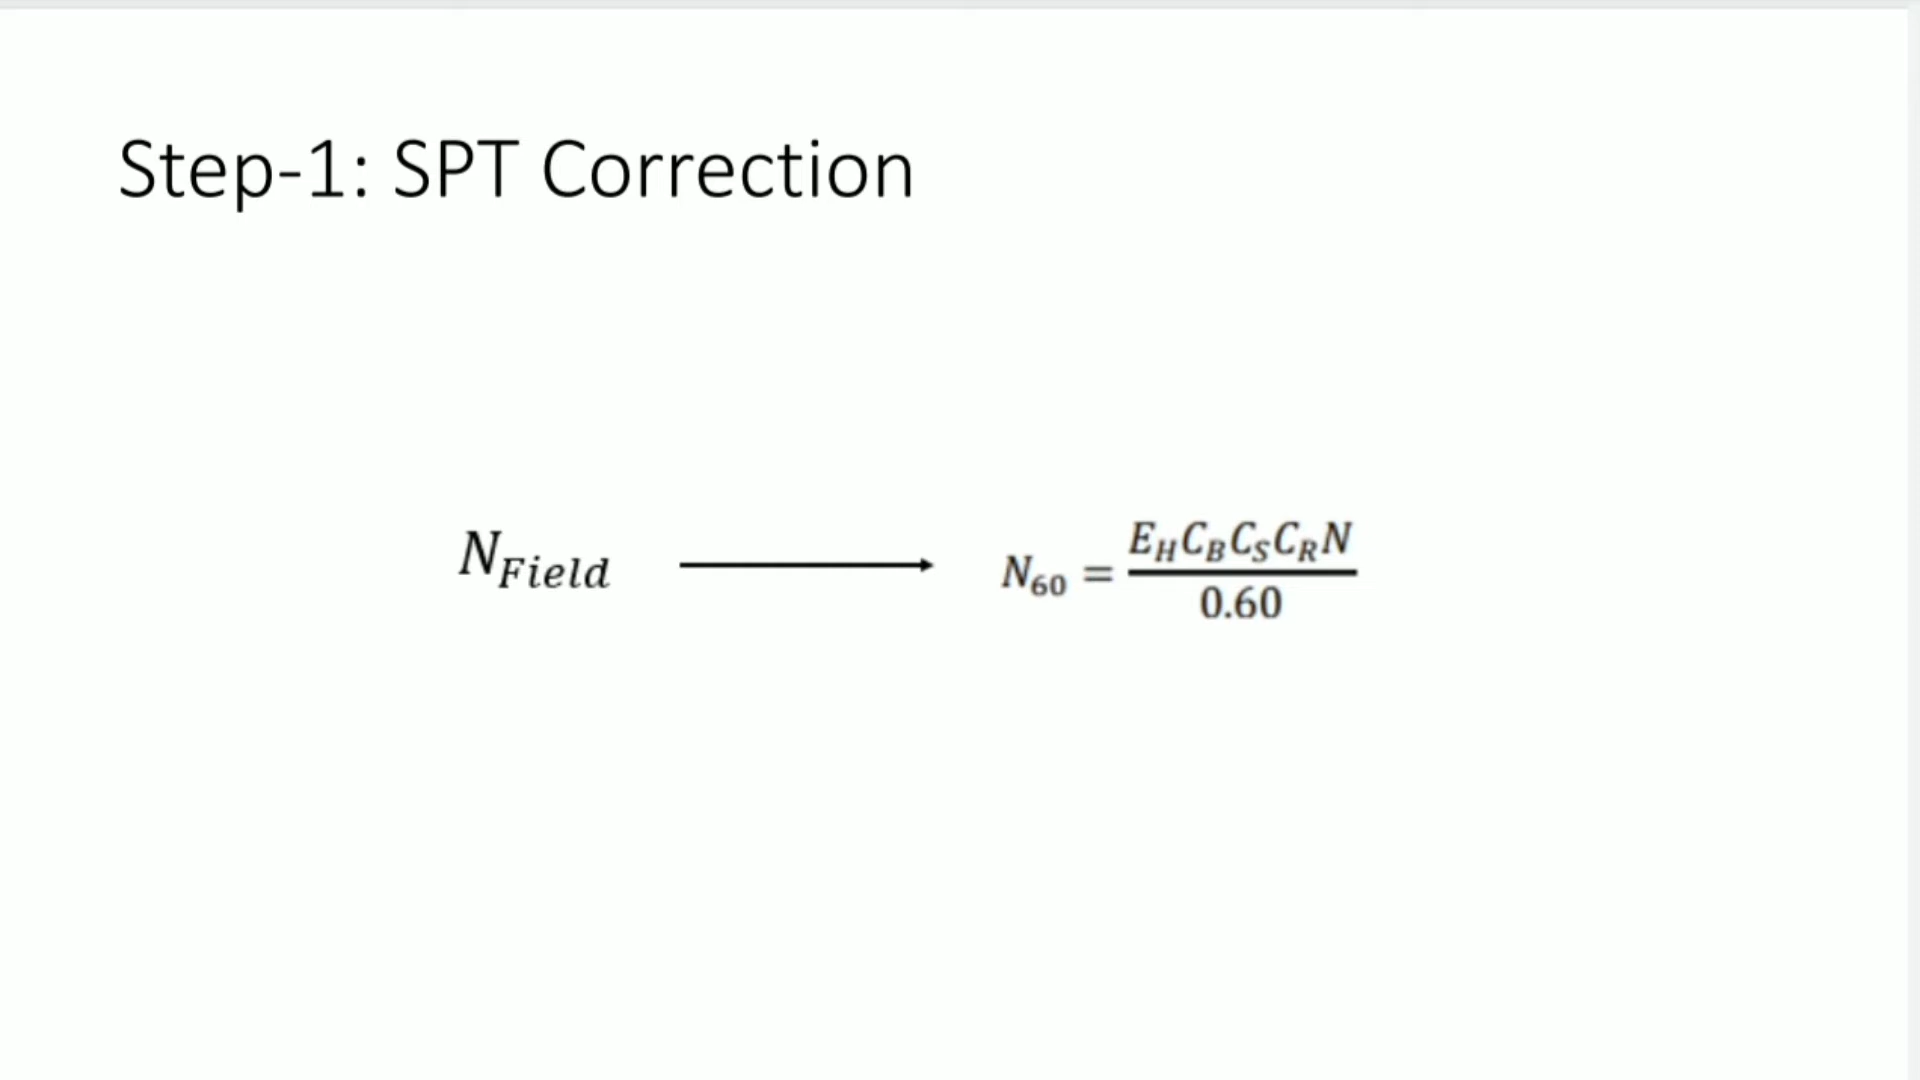 Step-1: SPT Correction
N_Field → N_60 = E_H C_B C_S C_R N / 0.60